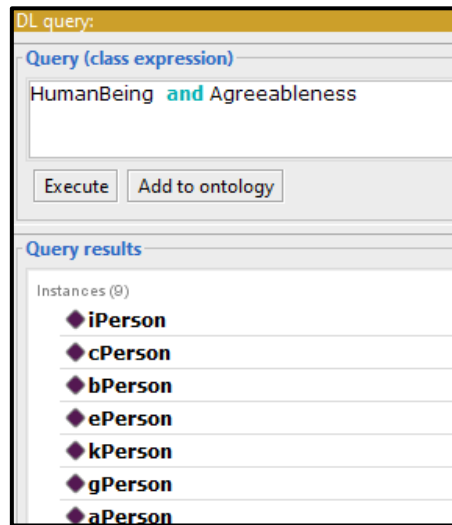 DL query:
Query (class expression)
HumanBeing and Agreeableness
Execute Add to ontology
Query results
Instances (9)
iPerson
cPerson
bPerson
ePerson
kPerson
gPerson
aPerson